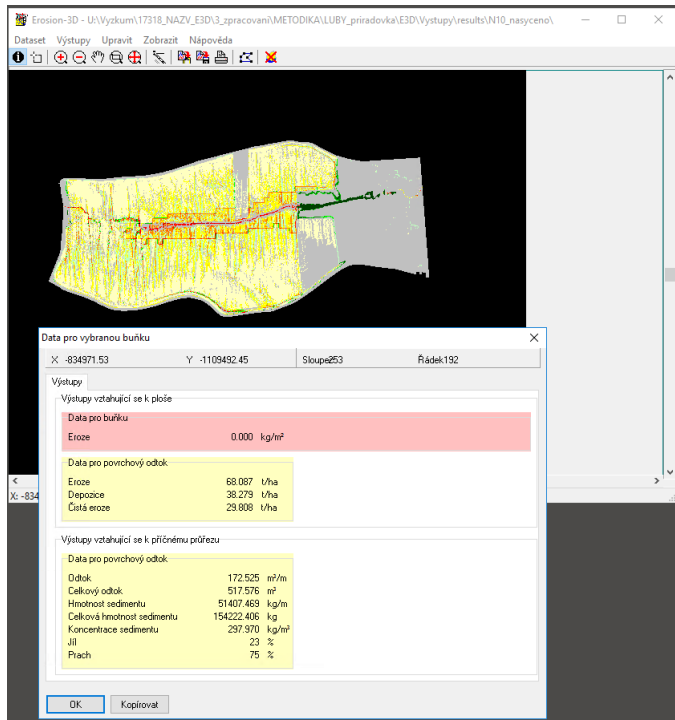 Erosion-3D - U:\Vyzkum\17318_NAZV_E3D\3_zpracovani\METODIKA\LUBY_priradovka\E3D\Vystupy\results\N10_nasyceno\
Dataset Výstupy Upravit Zobrazit Nápověda
X: -834
Data pro vybranou buňku
X -834971.53 Y -1109492.45 Sloupe253 Řádek192
Výstupy
Výstupy vztahující se k ploše
Data pro buňku
Eroze 0.000 kg/m²
Data pro povrchový odtok
Eroze 68.087 t/ha
Depozice 38.279 t/ha
Čistá eroze 29.808 t/ha
Výstupy vztahující se k příčnému průřezu
Data pro povrchový odtok
Odtok 172.525 m³/m
Celkový odtok 517.576 m³
Hmotnost sedimentu 51407.469 kg/m
Celková hmotnost sedimentu 154222.406 kg
Koncentrace sedimentu 297.970 kg/m³
Jíl 23 %
Prach 75 %
OK Kopírovat